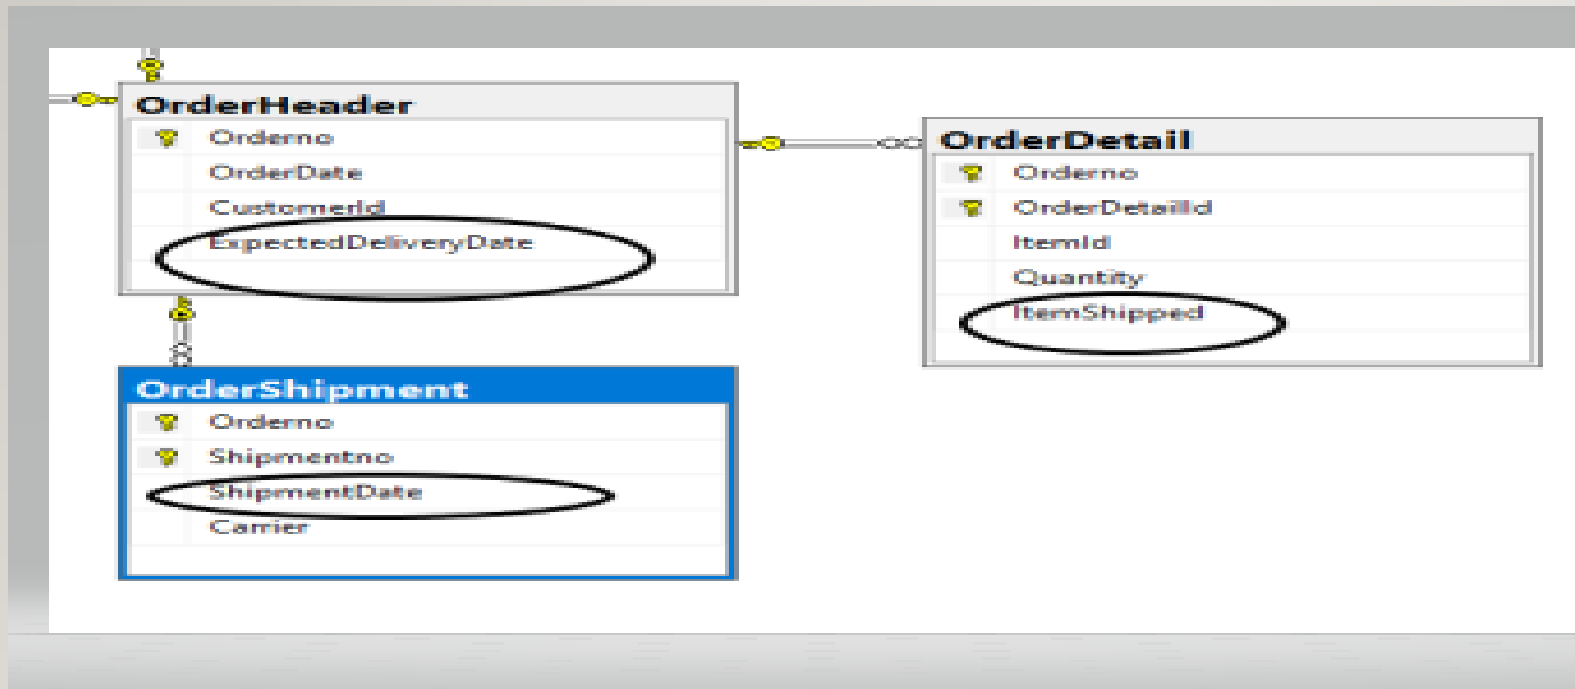 OrderHeader
Orderno
OrderDate
CustomerId
ExpectedDeliveryDate
OrderDetail
Orderno
OrderDetailId
ItemId
Quantity
ItemShipped
OrderShipment
Orderno
Shipmentno
ShipmentDate
Carrier